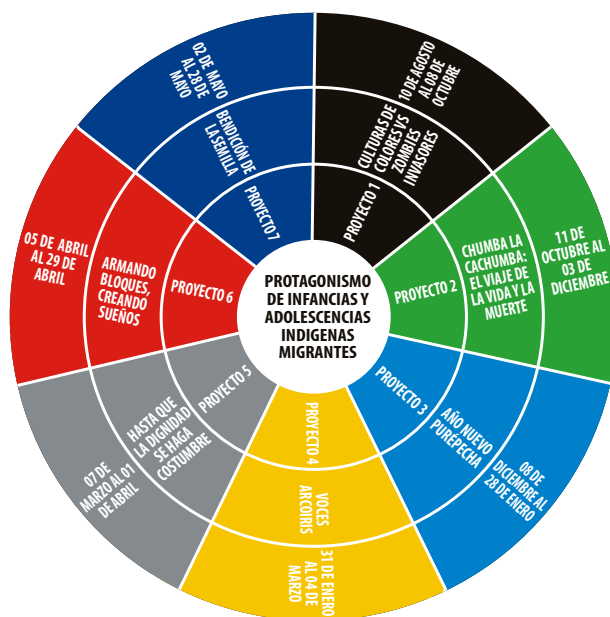 PROTAGONISMO
DE INFANCIAS Y
ADOLESCENCIAS
INDIGENAS
MIGRANTES
PROYECTO 1
CULTURAS DE
COLORES VS
ZOMBIES
INVASORES
10 DE AGOSTO
AL 08 DE
OCTUBRE
PROYECTO 2
CHUMBA LA
CACHUMBA:
EL VIAJE DE
LA VIDA Y LA
MUERTE
11 DE
OCTUBRE AL
03 DE
DICIEMBRE
PROYECTO 3
AÑO NUEVO
PURÉPECHA
08 DE
DICIEMBRE AL
28 DE ENERO
PROYECTO 4
VOCES
ARCOIRIS
31 DE ENERO
AL 04 DE
MARZO
PROYECTO 5
HASTA QUE
LA DIGNIDAD
SE HAGA
COSTUMBRE
07 DE
MARZO AL 01
DE ABRIL
PROYECTO 6
ARMANDO
BLOQUES,
CREANDO
SUEÑOS
05 DE ABRIL
AL 29 DE
ABRIL
PROYECTO 7
BENDICIÓN DE
LA SEMILLA
02 DE MAYO
AL 28 DE
MAYO